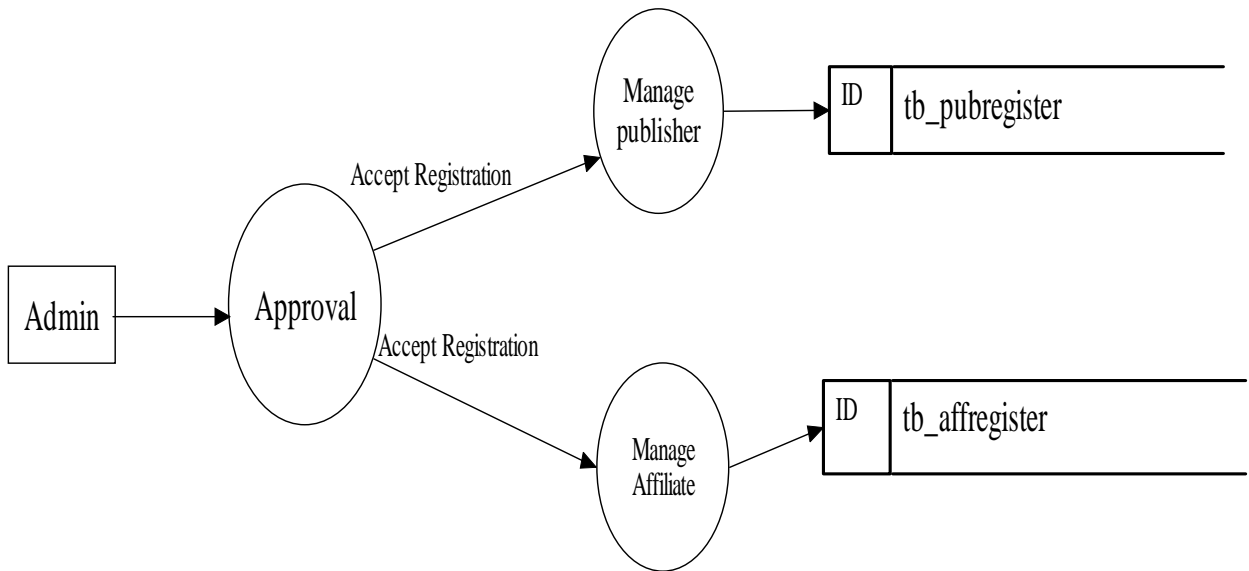 Manage
publisher
ID
tb_pubregister
Accept Registration
Admin
Approval
Accept Registration
Manage
Affiliate
ID
tb_affregister